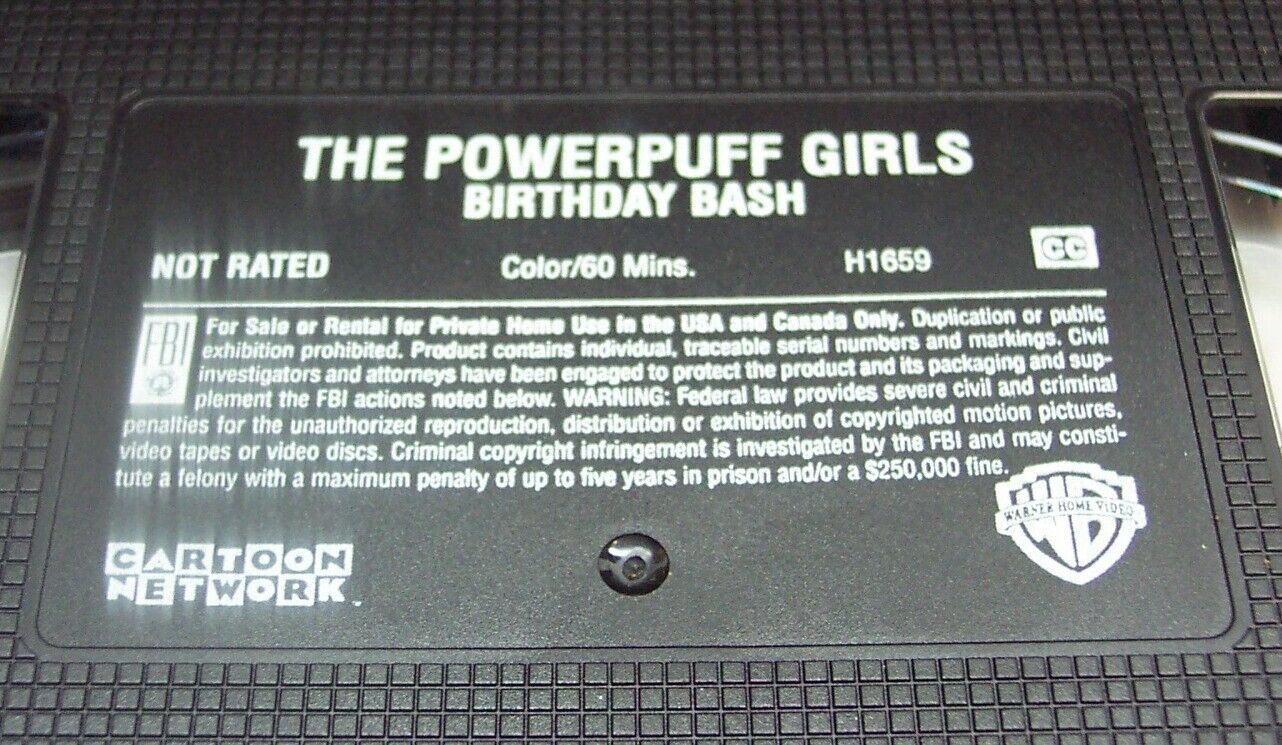 THE POWERPUFF GIRLS
BIRTHDAY BASH
NOT RATED Color/60 Mins. H1659 CC
FBI
For Sale or Rental for Private Home Use in the USA and Canada Only. Duplication or public
exhibition prohibited. Product contains individual, traceable serial numbers and markings. Civil
investigators and attorneys have been engaged to protect the product and its packaging and sup-
plement the FBI actions noted below. WARNING: Federal law provides severe civil and criminal
penalties for the unauthorized reproduction, distribution or exhibition of copyrighted motion pictures,
video tapes or video discs. Criminal copyright infringement is investigated by the FBI and may consti-
tute a felony with a maximum penalty of up to five years in prison and/or a $250,000 fine.
WB
WARNER HOME VIDEO
CARTOON
NETWORK